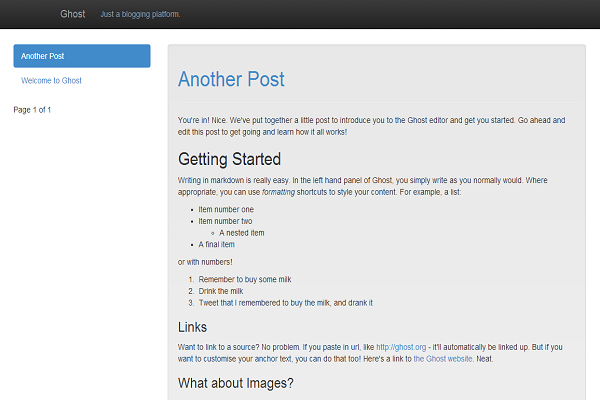 Ghost Just a blogging platform.
Another Post
Welcome to Ghost
Page 1 of 1
Another Post
You're in! Nice. We've put together a little post to introduce you to the Ghost editor and get you started. Go ahead and
edit this post to get going and learn how it all works!
Getting Started
Writing in markdown is really easy. In the left hand panel of Ghost, you simply write as you normally would. Where
appropriate, you can use formatting shortcuts to style your content. For example, a list:
Item number one
Item number two
A nested item
A final item
or with numbers!
1. Remember to buy some milk
2. Drink the milk
3. Tweet that I remembered to buy the milk, and drank it
Links
Want to link to a source? No problem. If you paste in url, like http://ghost.org - it'll automatically be linked up. But if you
want to customise your anchor text, you can do that too! Here's a link to the Ghost website. Neat.
What about Images?